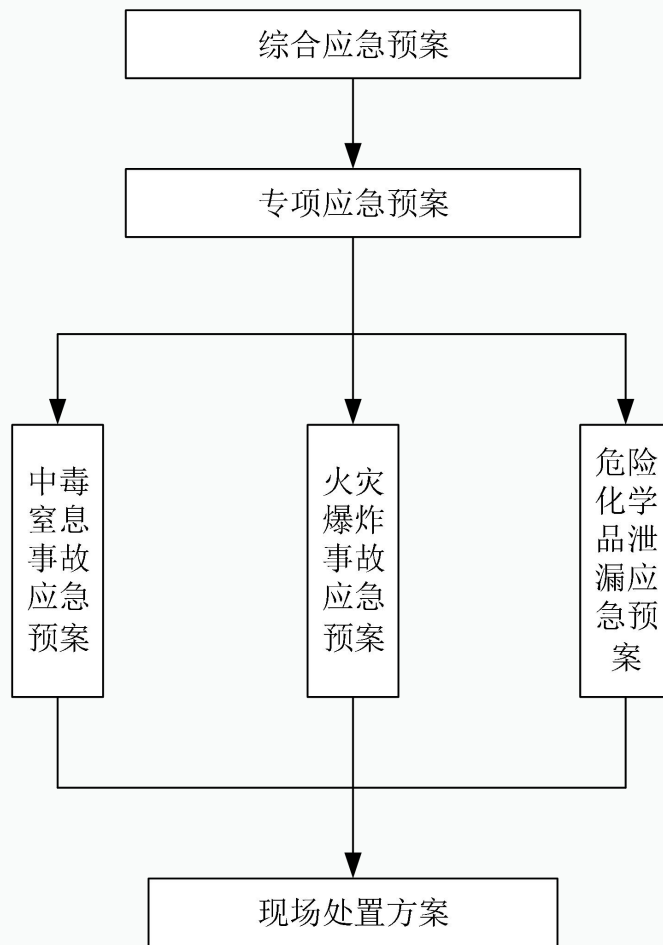 综合应急预案
专项应急预案
中毒
窒息
事故
应急
预案
火灾
爆炸
事故
应急
预案
危险
化学
品泄
漏应
急预
案
现场处置方案